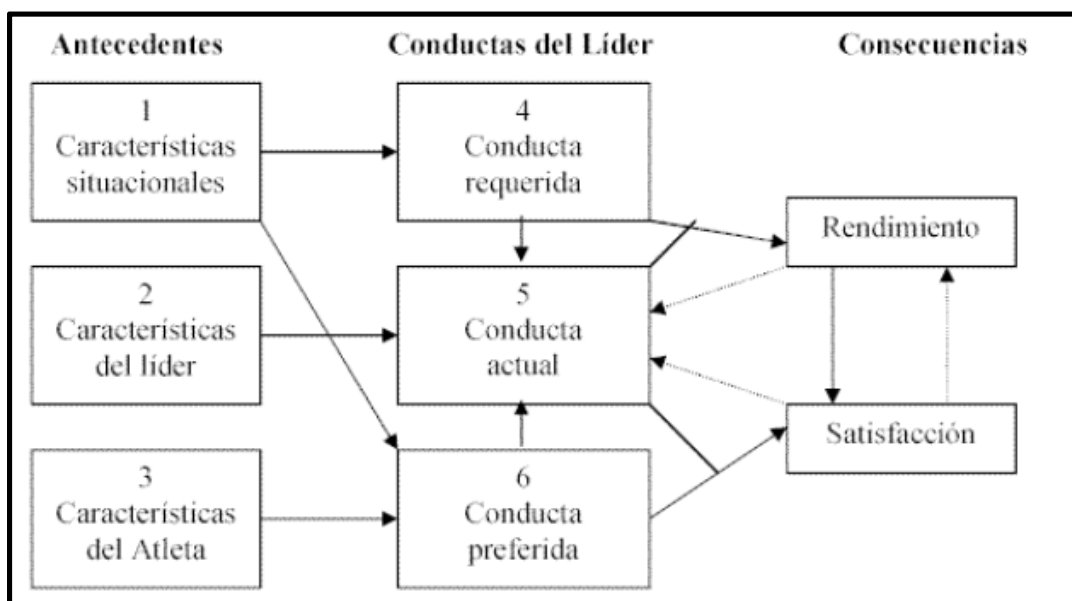 Antecedentes
Conductas del Líder
Consecuencias
1
Características
situacionales
4
Conducta
requerida
Rendimiento
2
Características
del líder
5
Conducta
actual
Satisfacción
3
Características
del Atleta
6
Conducta
preferida